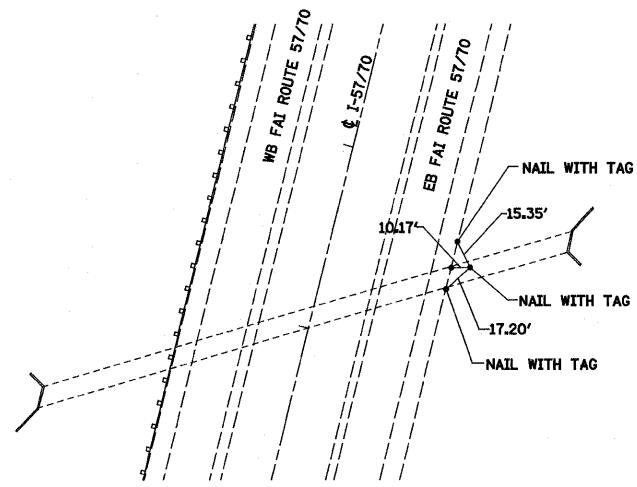 WB FAI ROUTE 57/70
℄ I-57/70
EB FAI ROUTE 57/70
NAIL WITH TAG
15.35'
10.17'
NAIL WITH TAG
17.20'
NAIL WITH TAG